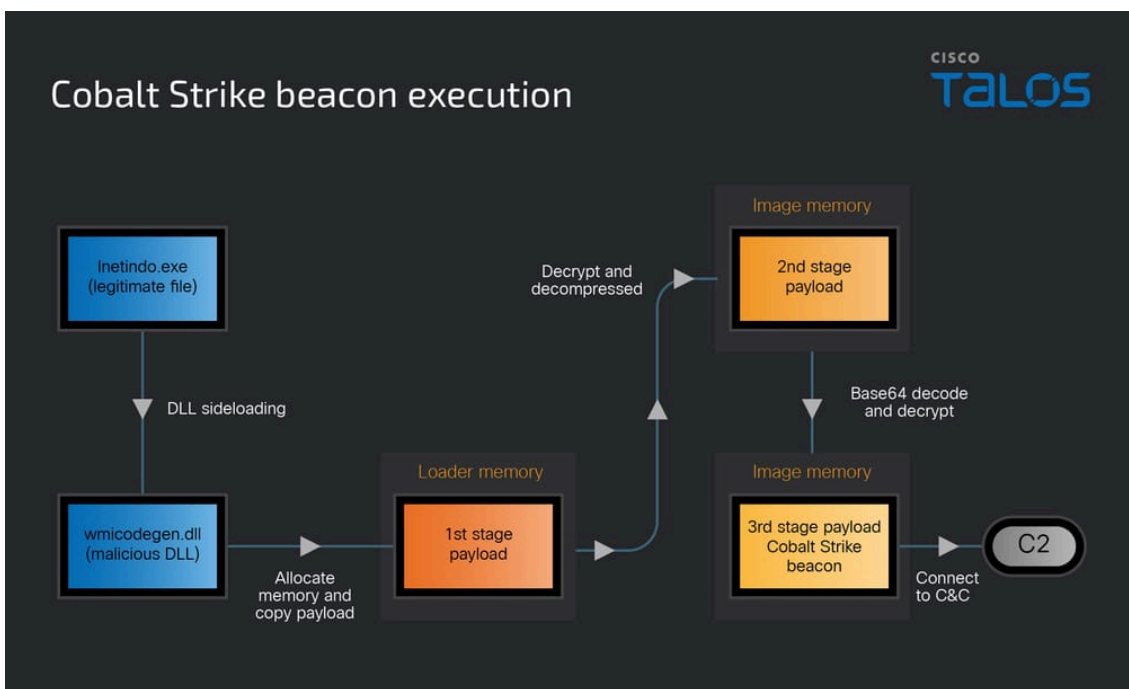 Cobalt Strike beacon execution
CISCO
TALOS
Inetindo.exe
(legitimate file)
DLL sideloading
wmicodegen.dll
(malicious DLL)
Allocate
memory and
copy payload
Loader memory
1st stage
payload
Decrypt and
decompressed
Image memory
2nd stage
payload
Base64 decode
and decrypt
Image memory
3rd stage payload
Cobalt Strike
beacon
Connect
to C&C
C2